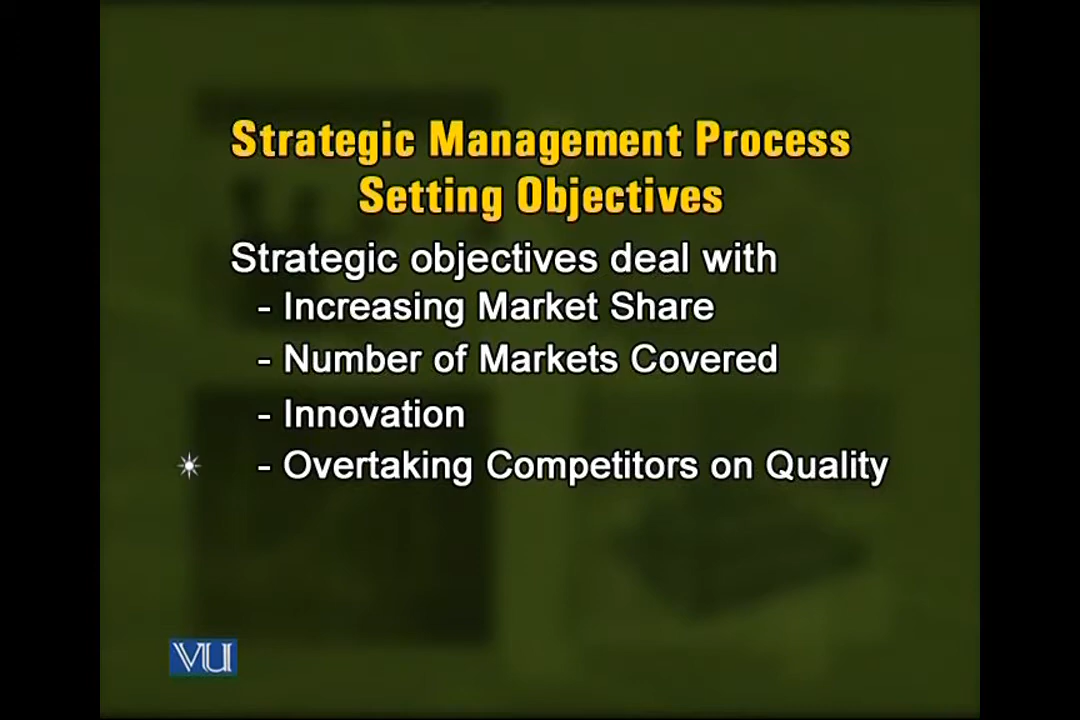 Strategic Management Process
Setting Objectives
Strategic objectives deal with
- Increasing Market Share
- Number of Markets Covered
- Innovation
- Overtaking Competitors on Quality
VU